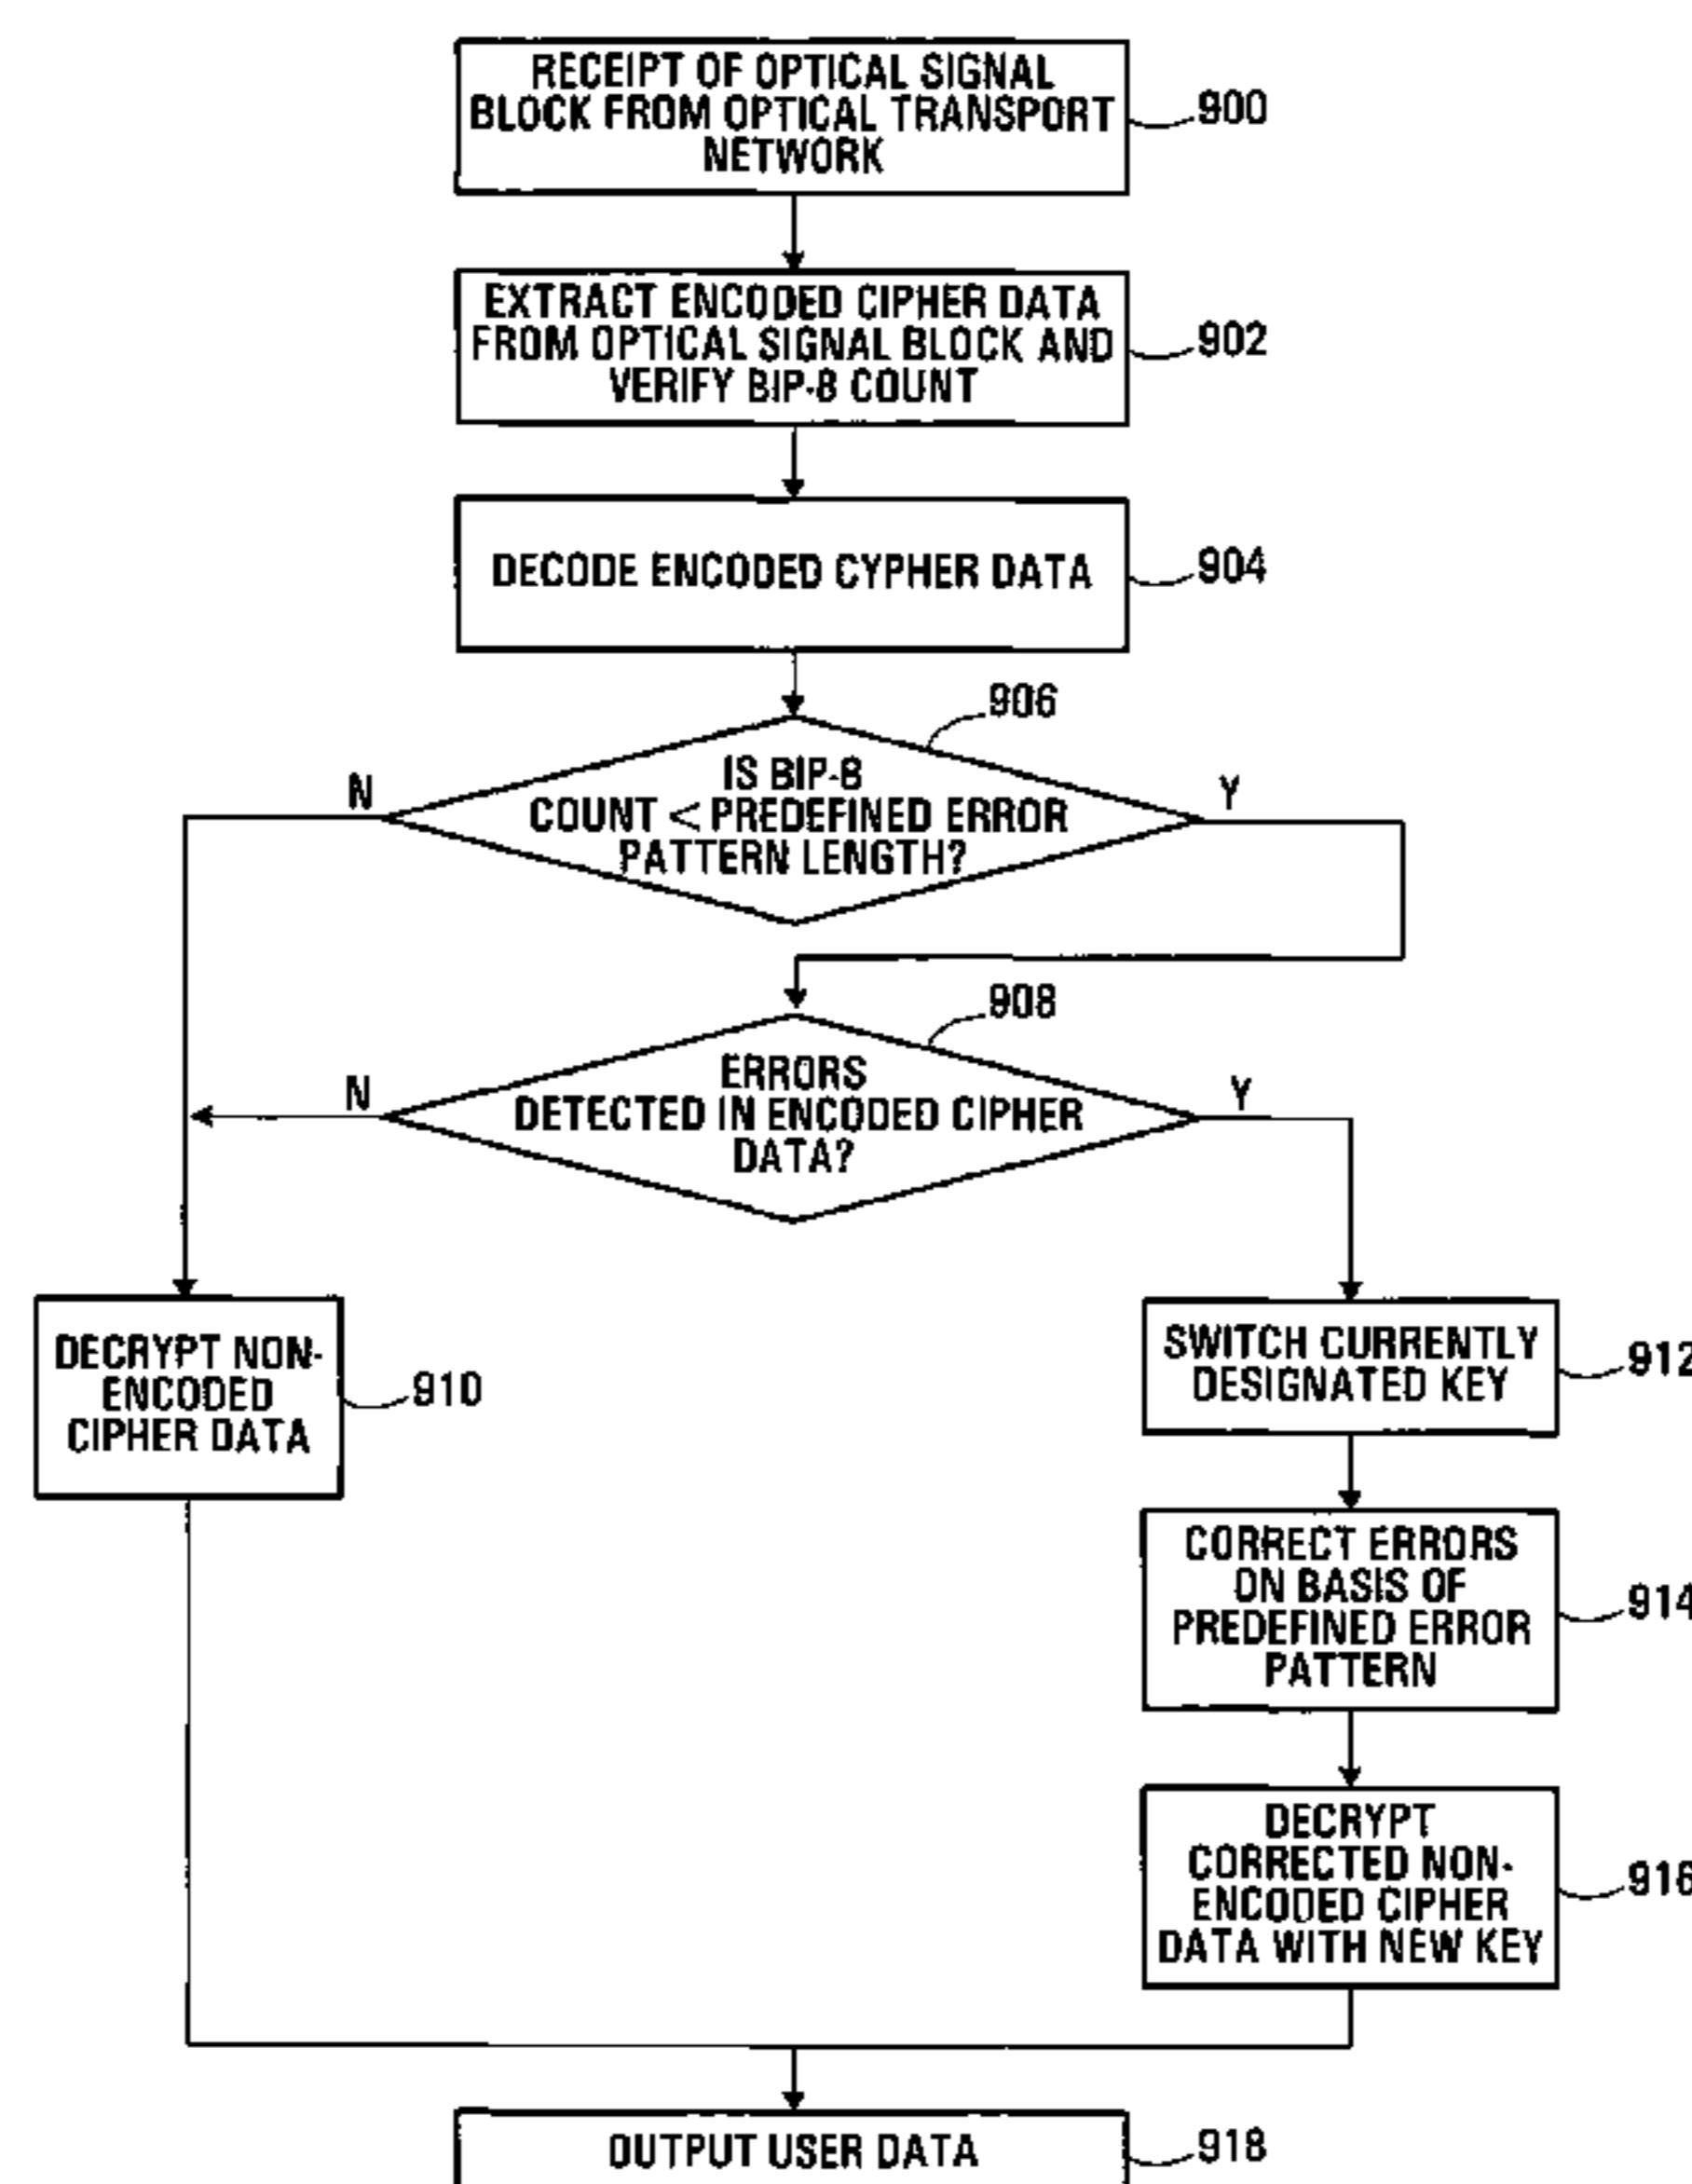 RECEIPT OF OPTICAL SIGNAL
BLOCK FROM OPTICAL TRANSPORT
NETWORK
900
EXTRACT ENCODED CIPHER DATA
FROM OPTICAL SIGNAL BLOCK AND
VERIFY BIP-8 COUNT
902
DECODE ENCODED CYPHER DATA
904
906
IS BIP-8
COUNT < PREDEFINED ERROR
PATTERN LENGTH?
N
Y
908
ERRORS
DETECTED IN ENCODED CIPHER
DATA?
N
Y
DECRYPT NON-
ENCODED
CIPHER DATA
910
SWITCH CURRENTLY
DESIGNATED KEY
912
CORRECT ERRORS
ON BASIS OF
PREDEFINED ERROR
PATTERN
914
DECRYPT
CORRECTED NON-
ENCODED CIPHER
DATA WITH NEW KEY
916
OUTPUT USER DATA
918